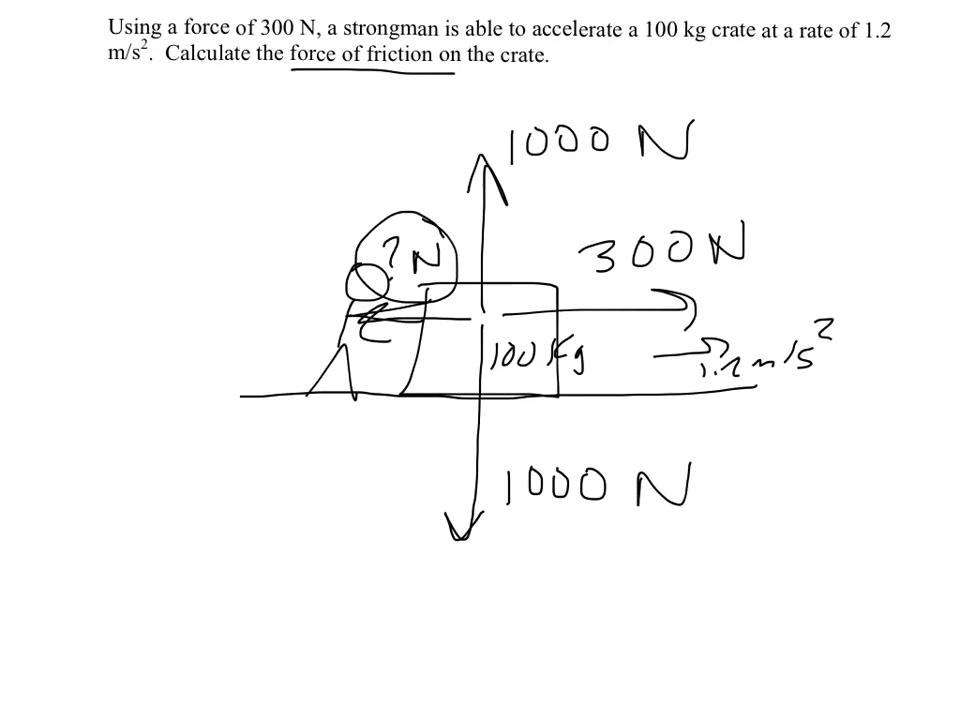 Using a force of 300 N, a strongman is able to accelerate a 100 kg crate at a rate of 1.2
m/s². Calculate the force of friction on the crate.
1000 N
?N
300N
100 kg
1.2 m/s²
1000 N